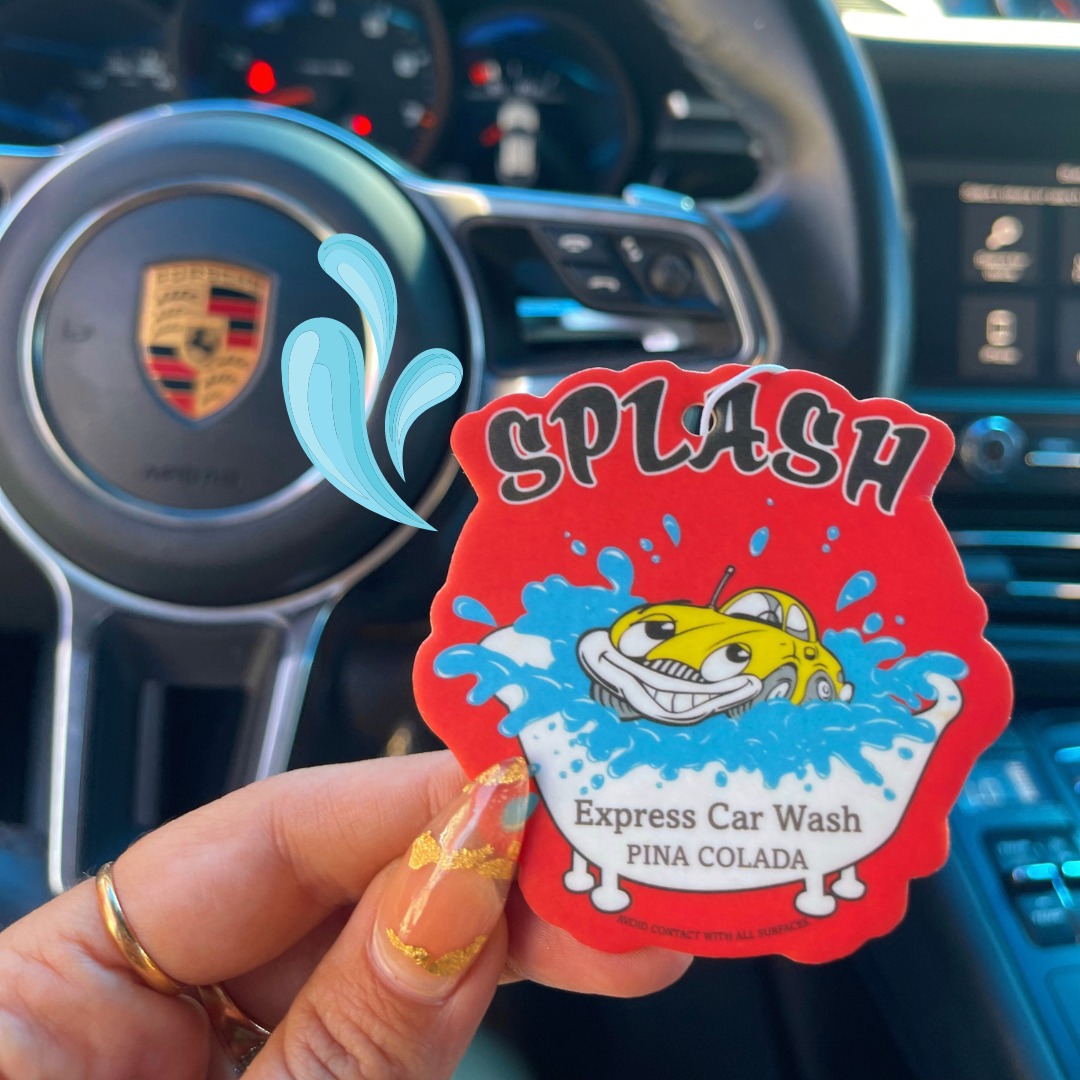 SPLASH
Express Car Wash
PINA COLADA
AVOID CONTACT WITH ALL SURFACES